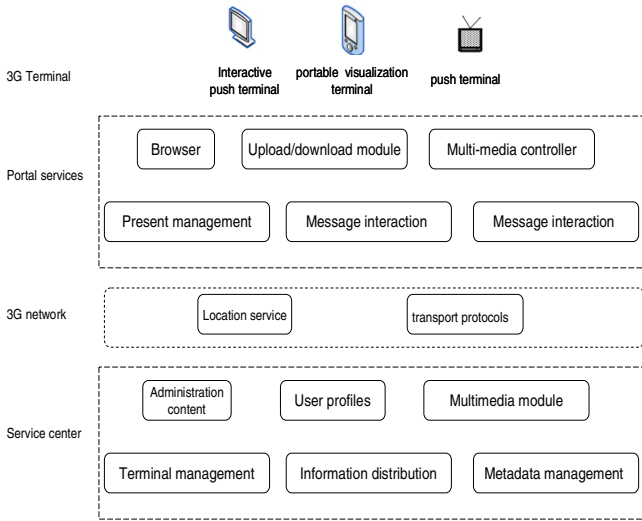 3G Terminal
Interactive push terminal
portable visualization terminal
push terminal
Portal services
Browser
Upload/download module
Multi-media controller
Present management
Message interaction
Message interaction
3G network
Location service
transport protocols
Service center
Administration content
User profiles
Multimedia module
Terminal management
Information distribution
Metadata management